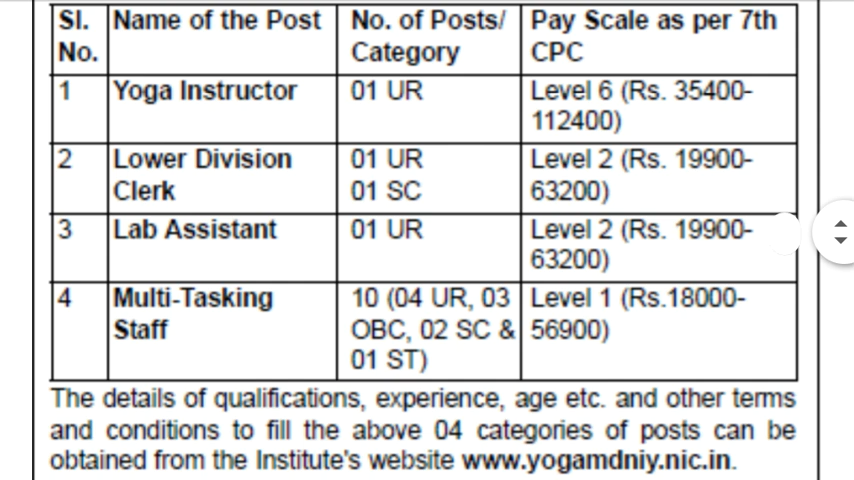 Sl. Name of the Post No. of Posts/ Pay Scale as per 7th
No. Category CPC
1 Yoga Instructor 01 UR Level 6 (Rs. 35400-
112400)
2 Lower Division 01 UR Level 2 (Rs. 19900-
Clerk 01 SC 63200)
3 Lab Assistant 01 UR Level 2 (Rs. 19900-
63200)
4 Multi-Tasking 10 (04 UR, 03 Level 1 (Rs.18000-
Staff OBC, 02 SC & 56900)
01 ST)
The details of qualifications, experience, age etc. and other terms
and conditions to fill the above 04 categories of posts can be
obtained from the Institute's website www.yogamdniy.nic.in.